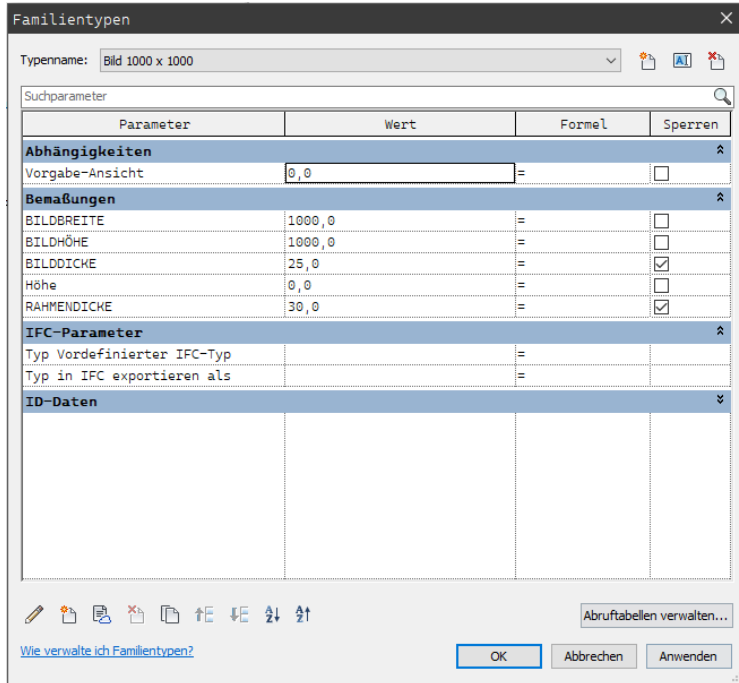 Familientypen
Typenname: Bild 1000 x 1000
Suchparameter
Parameter Wert Formel Sperren
Abhängigkeiten
Vorgabe-Ansicht 0,0 =
Bemaßungen
BILDBREITE 1000,0 =
BILDHÖHE 1000,0 =
BILDDICKE 25,0 =
Höhe 0,0 =
RAHMENDICKE 30,0 =
IFC-Parameter
Typ Vordefinierter IFC-Typ =
Typ in IFC exportieren als =
ID-Daten
Abruftabellen verwalten...
Wie verwalte ich Familientypen?
OK Abbrechen Anwenden